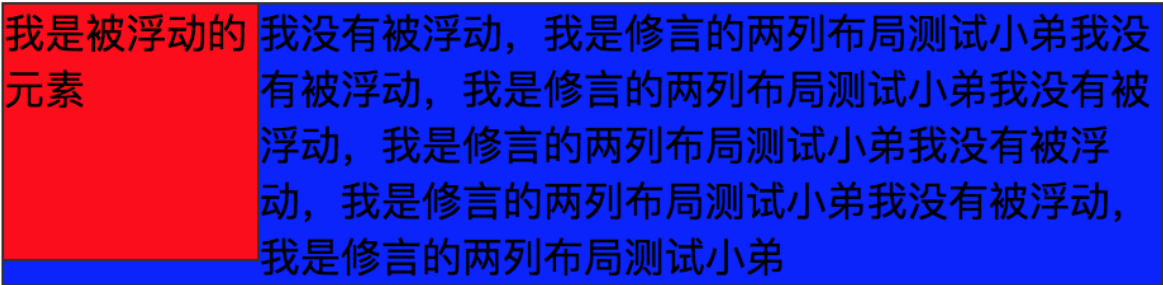 我是被浮动的
元素
我没有被浮动，我是修言的两列布局测试小弟我没
有被浮动，我是修言的两列布局测试小弟我没有被
浮动，我是修言的两列布局测试小弟我没有被浮
动，我是修言的两列布局测试小弟我没有被浮动，
我是修言的两列布局测试小弟